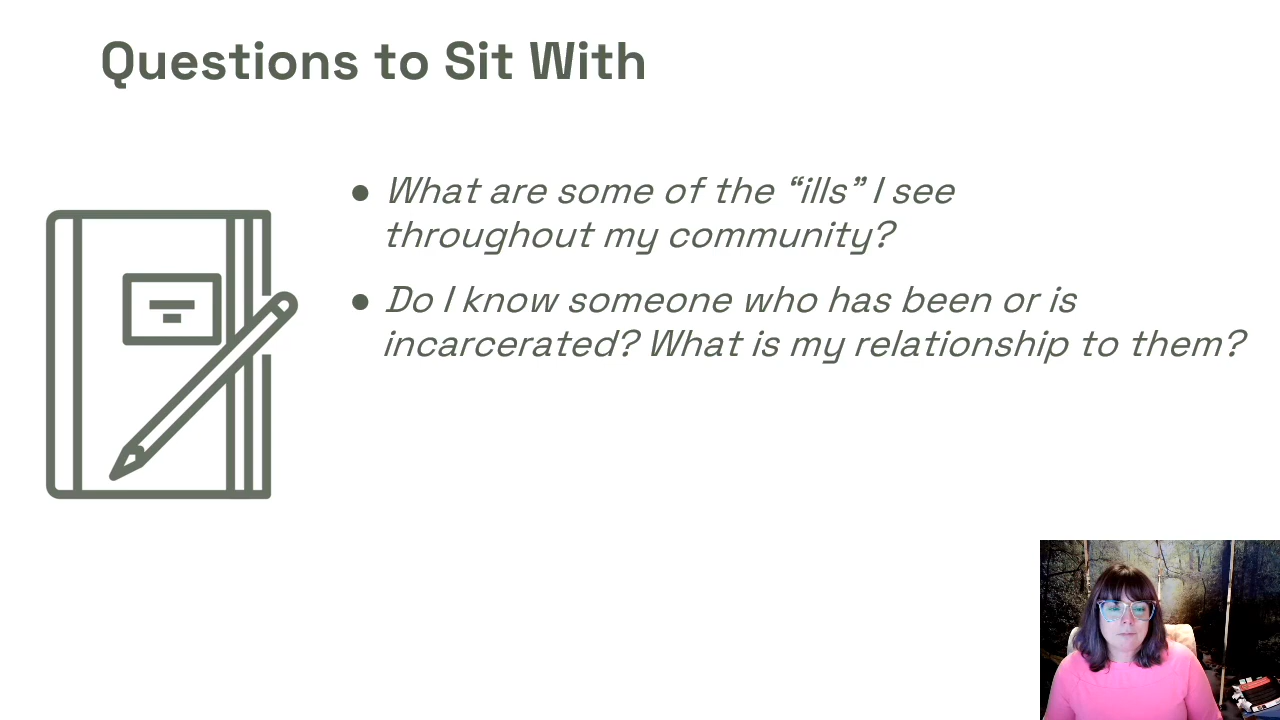 Questions to Sit With
● What are some of the “ills” I see
throughout my community?
● Do I know someone who has been or is
incarcerated? What is my relationship to them?